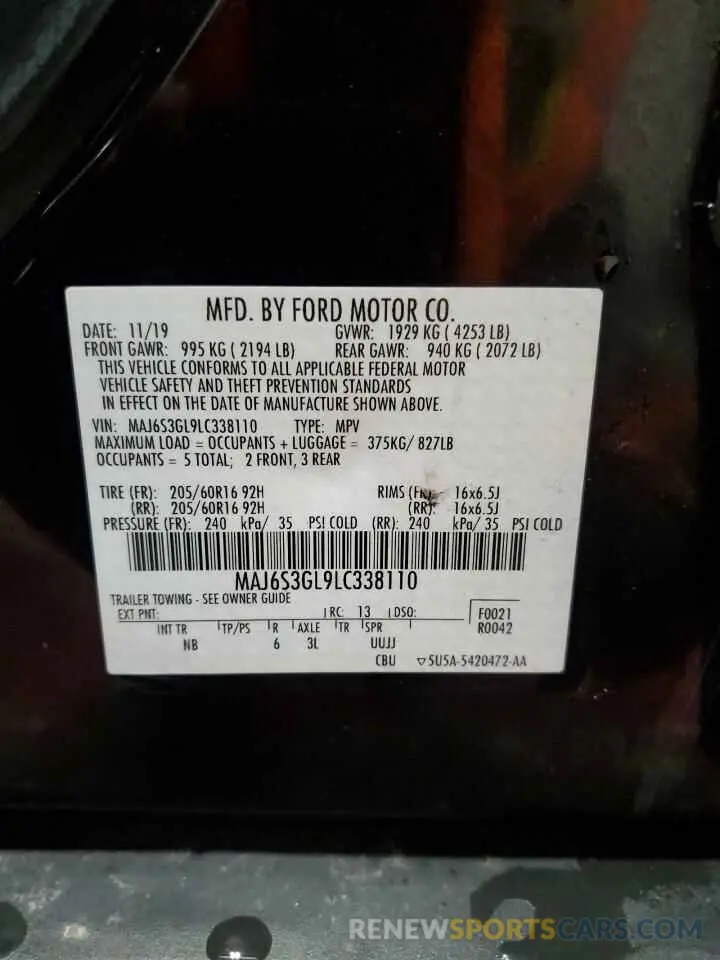 MFD. BY FORD MOTOR CO.
DATE: 11/19 GVWR: 1929 KG ( 4253 LB)
FRONT GAWR: 995 KG ( 2194 LB) REAR GAWR: 940 KG ( 2072 LB)
THIS VEHICLE CONFORMS TO ALL APPLICABLE FEDERAL MOTOR
VEHICLE SAFETY AND THEFT PREVENTION STANDARDS
IN EFFECT ON THE DATE OF MANUFACTURE SHOWN ABOVE.
VIN: MAJ6S3GL9LC338110 TYPE: MPV
MAXIMUM LOAD = OCCUPANTS + LUGGAGE = 375KG/ 827LB
OCCUPANTS = 5 TOTAL; 2 FRONT, 3 REAR
TIRE (FR): 205/60R16 92H RIMS (FR): 16x6.5J
(RR): 205/60R16 92H (RR): 16x6.5J
PRESSURE (FR): 240 kPa/ 35 PSI COLD (RR): 240 kPa/ 35 PSI COLD
MAJ6S3GL9LC338110
TRAILER TOWING - SEE OWNER GUIDE
EXT PNT: RC: 13 DSO: F0021
INT TR TP/PS R AXLE TR SPR R0042
NB 6 3L UUJJ
CBU ▽5U5A-5420472-AA
RENEWSPORTSCARS.COM